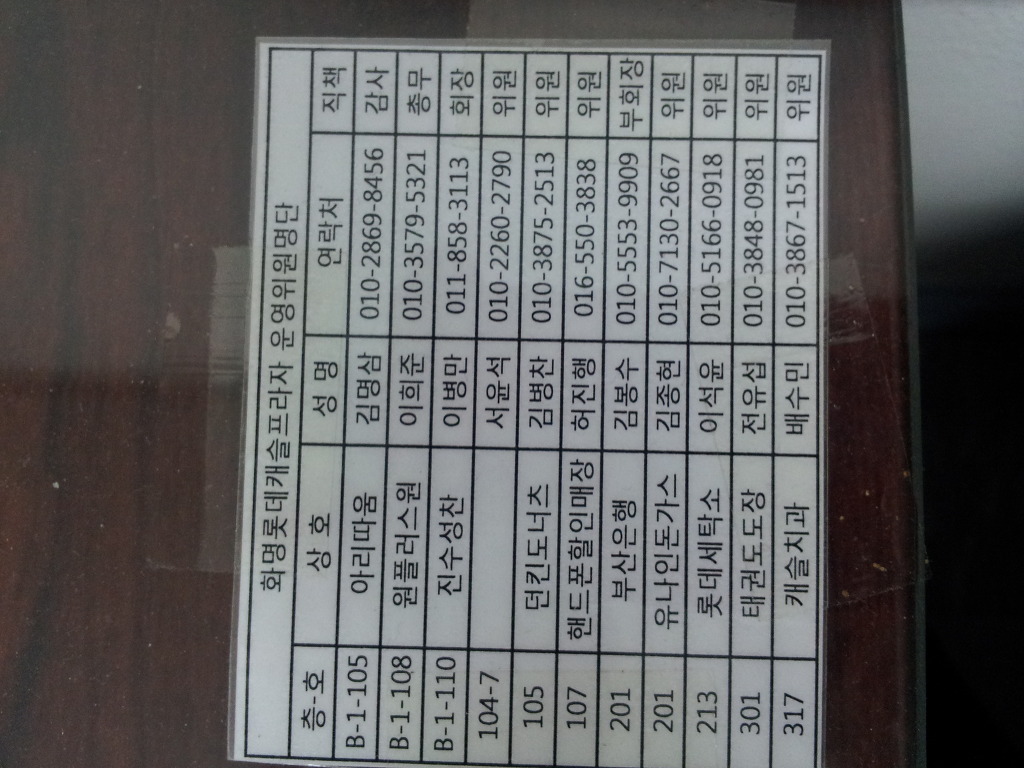 화명롯데캐슬프라자 운영위원명단
층-호 상 호 성 명 연락처 직책
B-1-105 아리따움 김명삼 010-2869-8456 감사
B-1-108 원플러스원 이희준 010-3579-5321 총무
B-1-110 진수성찬 이병만 011-858-3113 회장
104-7 서윤석 010-2260-2790 위원
105 던킨도너츠 김병찬 010-3875-2513 위원
107 핸드폰할인매장 허진행 016-550-3838 위원
201 부산은행 김봉수 010-5553-9909 부회장
201 유나인돈가스 김종현 010-7130-2667 위원
213 롯데세탁소 이석윤 010-5166-0918 위원
301 태권도도장 전유섭 010-3848-0981 위원
317 캐슬치과 배수민 010-3867-1513 위원